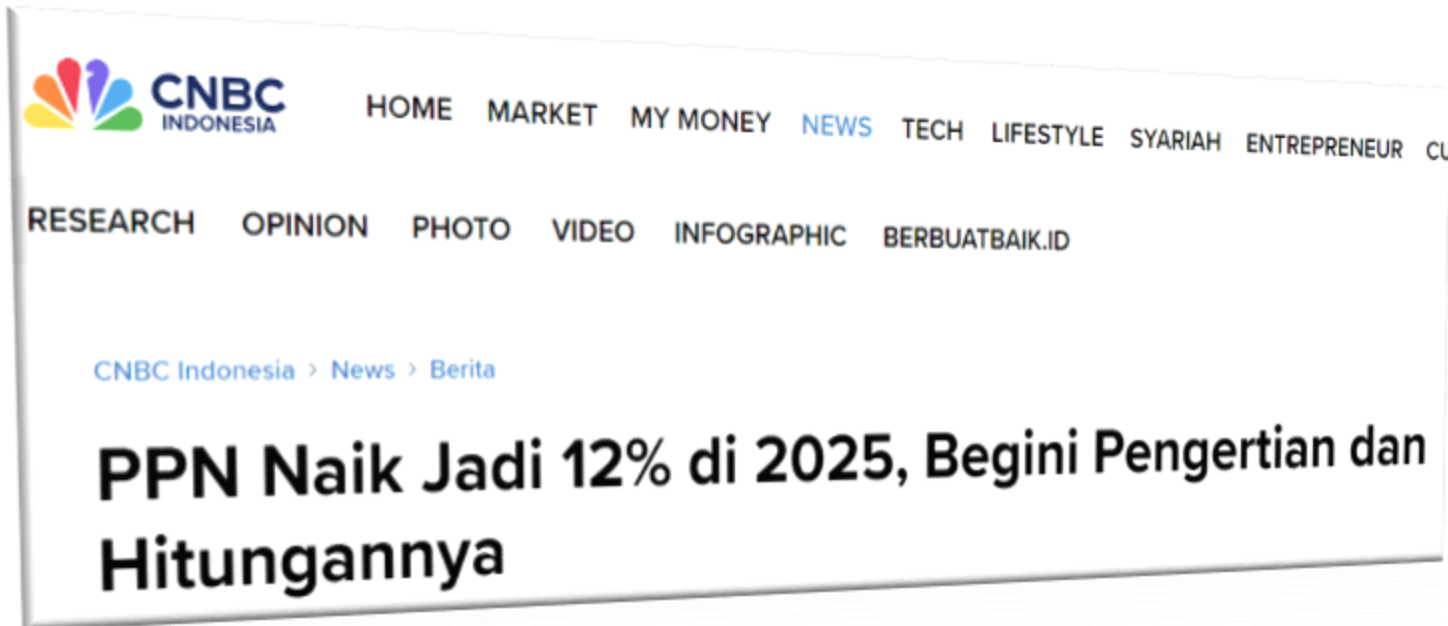 CNBC
INDONESIA
HOME MARKET MY MONEY NEWS TECH LIFESTYLE SYARIAH ENTREPRENEUR CU
RESEARCH OPINION PHOTO VIDEO INFOGRAPHIC BERBUATBAIK.ID
CNBC Indonesia > News > Berita
PPN Naik Jadi 12% di 2025, Begini Pengertian dan
Hitungannya